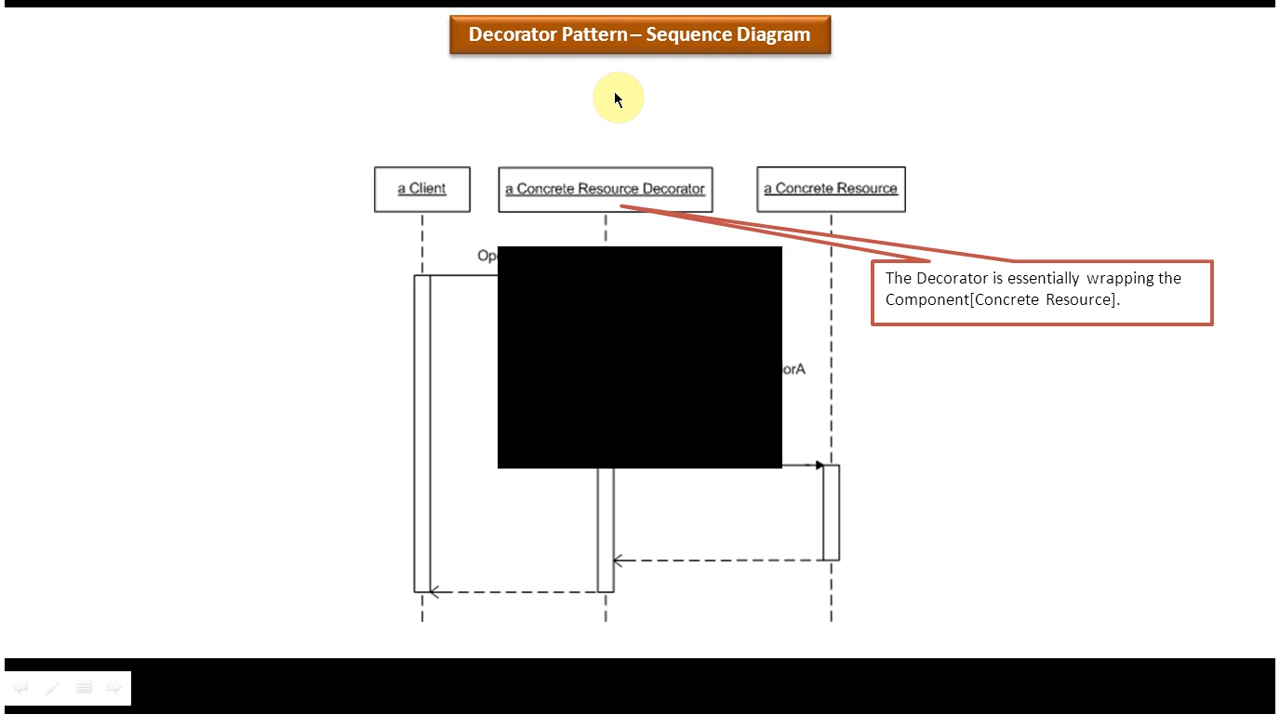 Decorator Pattern – Sequence Diagram
a Client
a Concrete Resource Decorator
a Concrete Resource
The Decorator is essentially wrapping the
Component[Concrete Resource].